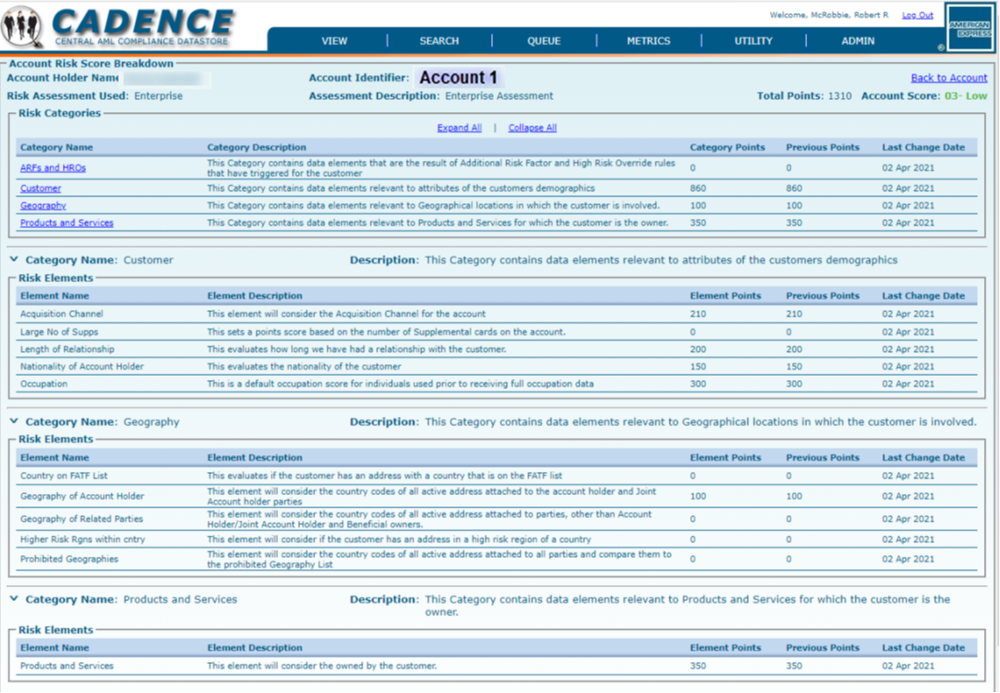 CADENCE
CENTRAL AML COMPLIANCE DATASTORE
Welcome, McRobbie, Robert R Log Out
AMERICAN EXPRESS
®
VIEW | SEARCH | QUEUE | METRICS | UTILITY | ADMIN
Account Risk Score Breakdown
Account Holder Name Account Identifier: Account 1 Back to Account
Risk Assessment Used: Enterprise Assessment Description: Enterprise Assessment Total Points: 1310 Account Score: 03- Low
Risk Categories
Expand All | Collapse All
Category Name Category Description Category Points Previous Points Last Change Date
ARFs and HROs This Category contains data elements that are the result of Additional Risk Factor and High Risk Override rules 0 0 02 Apr 2021
that have triggered for the customer
Customer This Category contains data elements relevant to attributes of the customers demographics 860 860 02 Apr 2021
Geography This Category contains data elements relevant to Geographical locations in which the customer is involved. 100 100 02 Apr 2021
Products and Services This Category contains data elements relevant to Products and Services for which the customer is the owner. 350 350 02 Apr 2021
Category Name: Customer Description: This Category contains data elements relevant to attributes of the customers demographics
Risk Elements
Element Name Element Description Element Points Previous Points Last Change Date
Acquisition Channel This element will consider the Acquisition Channel for the account 210 210 02 Apr 2021
Large No of Supps This sets a points score based on the number of Supplemental cards on the account. 0 0 02 Apr 2021
Length of Relationship This evaluates how long we have had a relationship with the customer. 200 200 02 Apr 2021
Nationality of Account Holder This evaluates the nationality of the customer 150 150 02 Apr 2021
Occupation This is a default occupation score for individuals used prior to receiving full occupation data 300 300 02 Apr 2021
Category Name: Geography Description: This Category contains data elements relevant to Geographical locations in which the customer is involved.
Risk Elements
Element Name Element Description Element Points Previous Points Last Change Date
Country on FATF List This evaluates if the customer has an address with a country that is on the FATF list 0 0 02 Apr 2021
Geography of Account Holder This element will consider the country codes of all active address attached to the account holder and Joint 100 100 02 Apr 2021
Account holder parties
Geography of Related Parties This element will consider the country codes of all active address attached to parties, other than Account 0 0 02 Apr 2021
Holder/Joint Account Holder and Beneficial owners.
Higher Risk Rgns within cntry This element will consider if the customer has an address in a high risk region of a country 0 0 02 Apr 2021
Prohibited Geographies This element will consider the country codes of all active address attached to all parties and compare them to 0 0 02 Apr 2021
the prohibited Geography List
Category Name: Products and Services Description: This Category contains data elements relevant to Products and Services for which the customer is the
owner.
Risk Elements
Element Name Element Description Element Points Previous Points Last Change Date
Products and Services This element will consider the owned by the customer. 350 350 02 Apr 2021